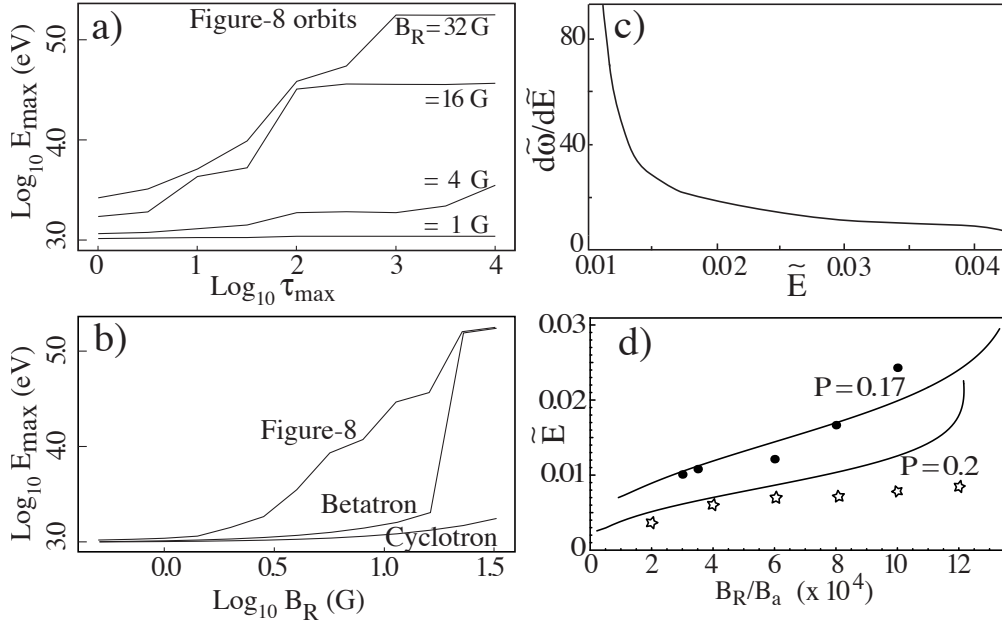 a)
Figure-8 orbits
B_R = 32 G
= 16 G
= 4 G
= 1 G
5.0
4.0
3.0
Log₁₀ E_max (eV)
0 1 2 3 4
Log₁₀ τ_max
c)
80
40
0
dω̃/dẼ
0.01 0.02 0.03 0.04
Ẽ
b)
Figure-8
Betatron
Cyclotron
5.0
4.0
3.0
Log₁₀ E_max (eV)
0.0 0.5 1.0 1.5
Log₁₀ B_R (G)
d)
P = 0.17
P = 0.2
0.03
0.02
0.01
0
Ẽ
0 2 4 6 8 10 12
B_R/B_a (x 10⁴)